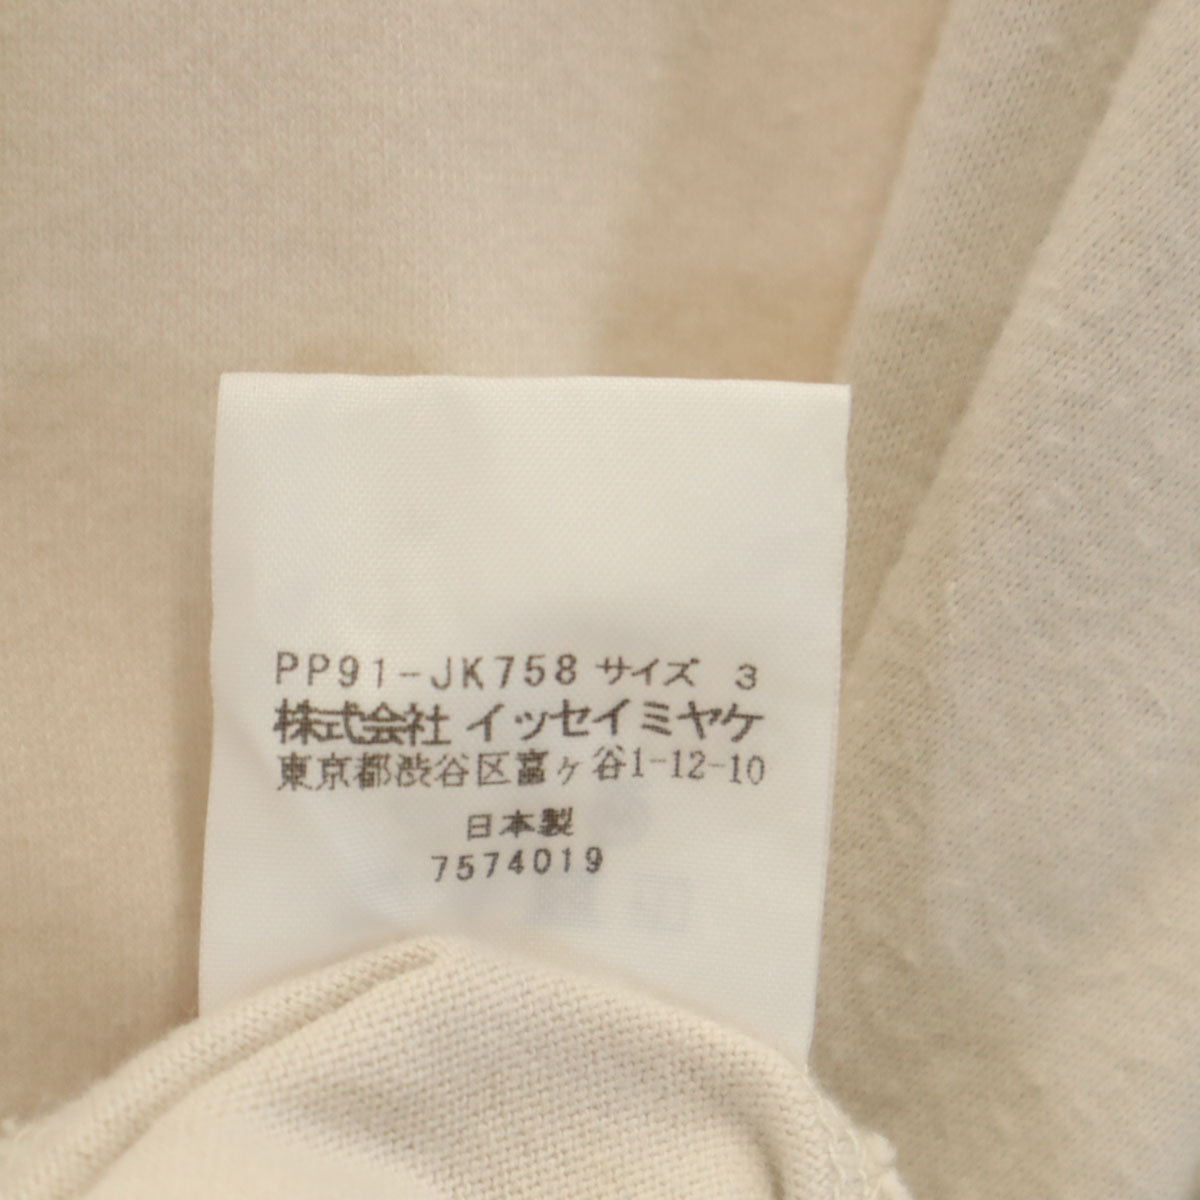 PP91-JK758 サイズ 3
株式会社 イッセイミヤケ
東京都渋谷区富ヶ谷1-12-10
日本製
7574019